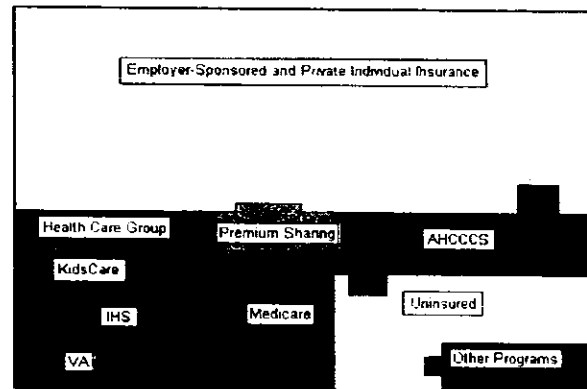 Employer-Sponsored and Private Individual Insurance
Health Care Group
Premium Sharing
AHCCCS
KidsCare
IHS
Medicare
Uninsured
VA
Other Programs